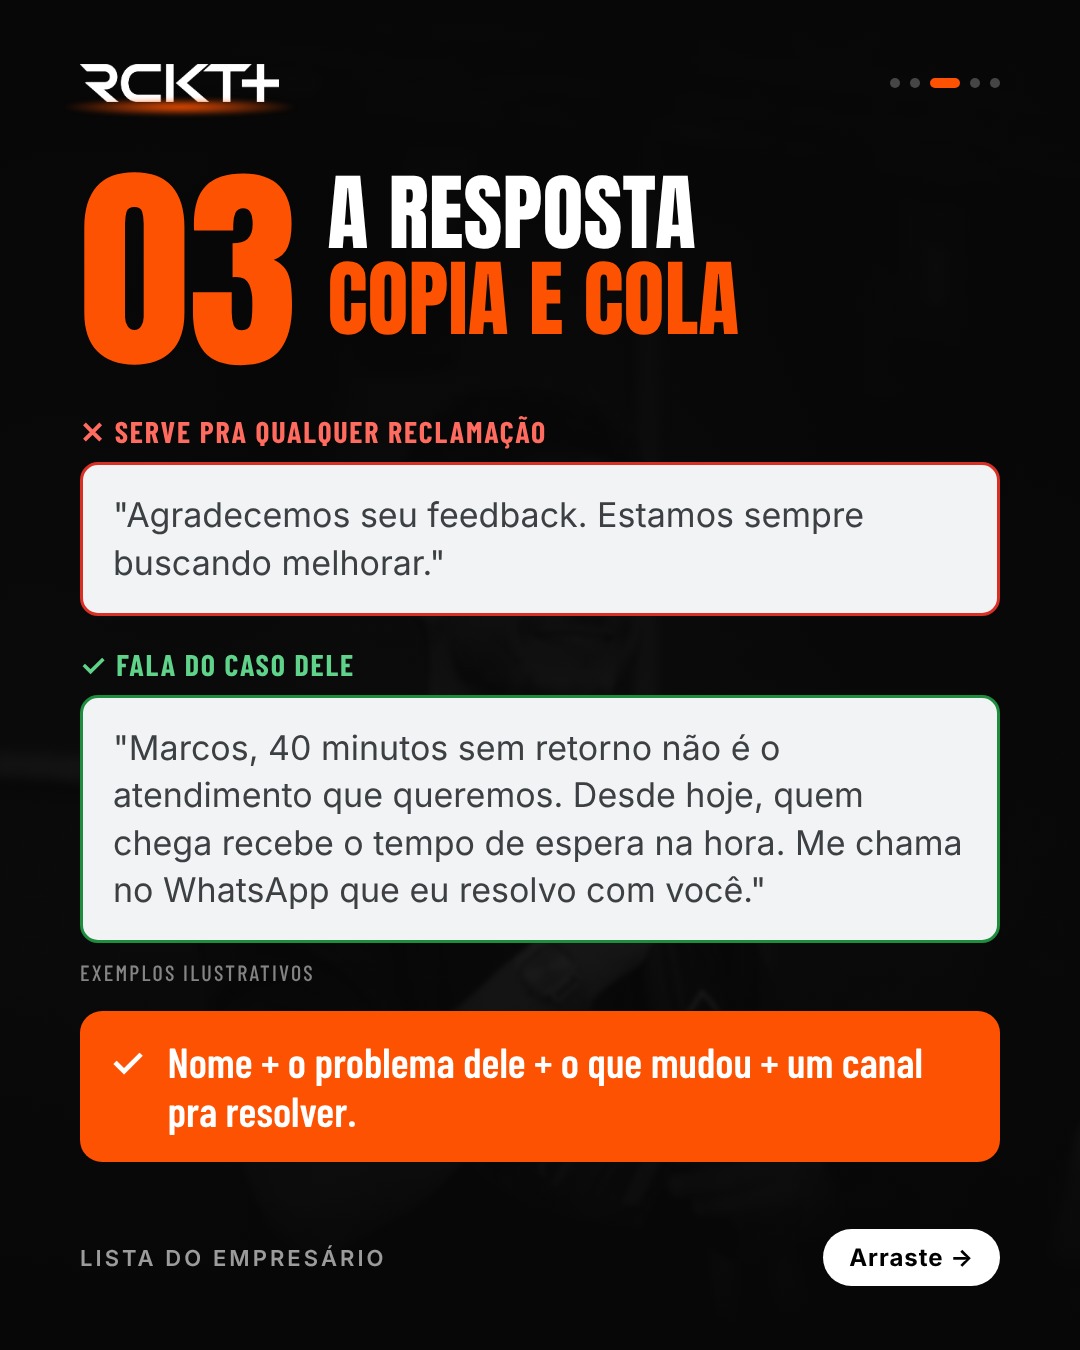 RCKT+
03
A RESPOSTA
COPIA E COLA
✕ SERVE PRA QUALQUER RECLAMAÇÃO
"Agradecemos seu feedback. Estamos sempre
buscando melhorar."
✓ FALA DO CASO DELE
"Marcos, 40 minutos sem retorno não é o
atendimento que queremos. Desde hoje, quem
chega recebe o tempo de espera na hora. Me chama
no WhatsApp que eu resolvo com você."
EXEMPLOS ILUSTRATIVOS
✓ Nome + o problema dele + o que mudou + um canal
pra resolver.
LISTA DO EMPRESÁRIO
Arraste →